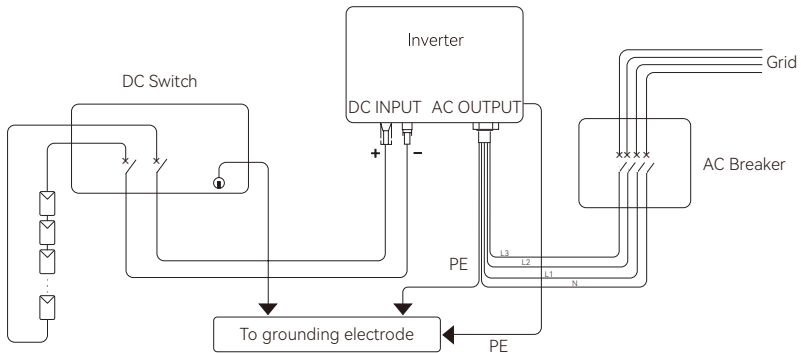 Inverter
DC Switch
Grid
DC INPUT
AC OUTPUT
+
−
AC Breaker
PE
L3
L2
L1
N
To grounding electrode
PE